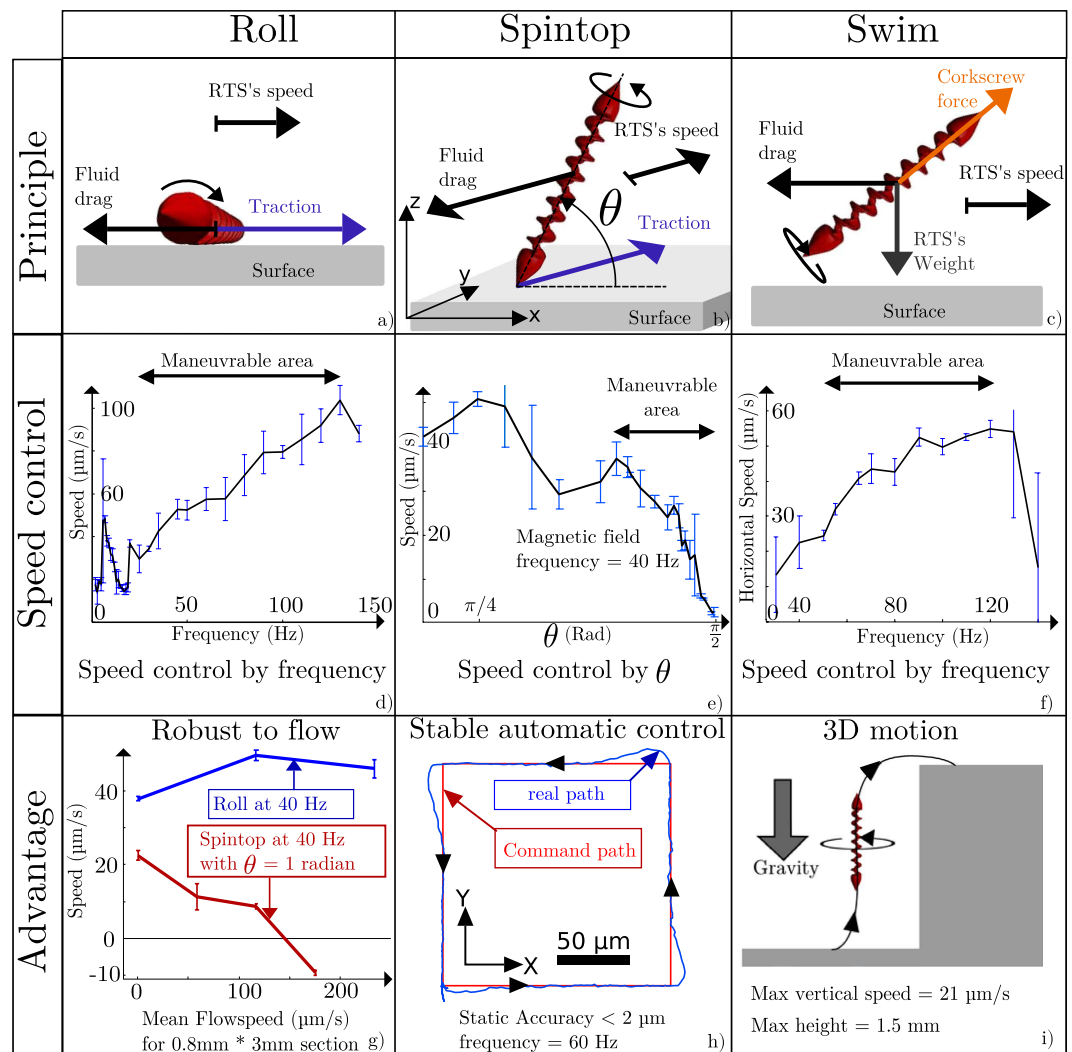 Roll
Spintop
Swim
Principle
RTS's speed
Fluid
drag
Traction
Surface
a)
RTS's speed
Fluid
drag
θ
Traction
z
y
x
Surface
b)
Corkscrew
force
Fluid
drag
RTS's speed
RTS's
Weight
Surface
c)
Speed control
Maneuvrable area
Speed (µm/s)
100
60
50
100
150
Frequency (Hz)
Speed control by frequency
d)
Maneuvrable
area
Speed (µm/s)
40
20
0
Magnetic field
frequency = 40 Hz
π/4
π/2
θ (Rad)
Speed control by θ
e)
Maneuvrable area
Horizontal Speed (µm/s)
60
30
0
40
80
120
Frequency (Hz)
Speed control by frequency
f)
Advantage
Robust to flow
Speed (µm/s)
40
20
0
-10
Roll at 40 Hz
Spintop at 40 Hz
with θ = 1 radian
0
100
200
Mean Flowspeed (µm/s)
for 0.8mm * 3mm section
g)
Stable automatic control
real path
Command path
Y
X
50 µm
Static Accuracy < 2 µm
frequency = 60 Hz
h)
3D motion
Gravity
Max vertical speed = 21 µm/s
Max height = 1.5 mm
i)